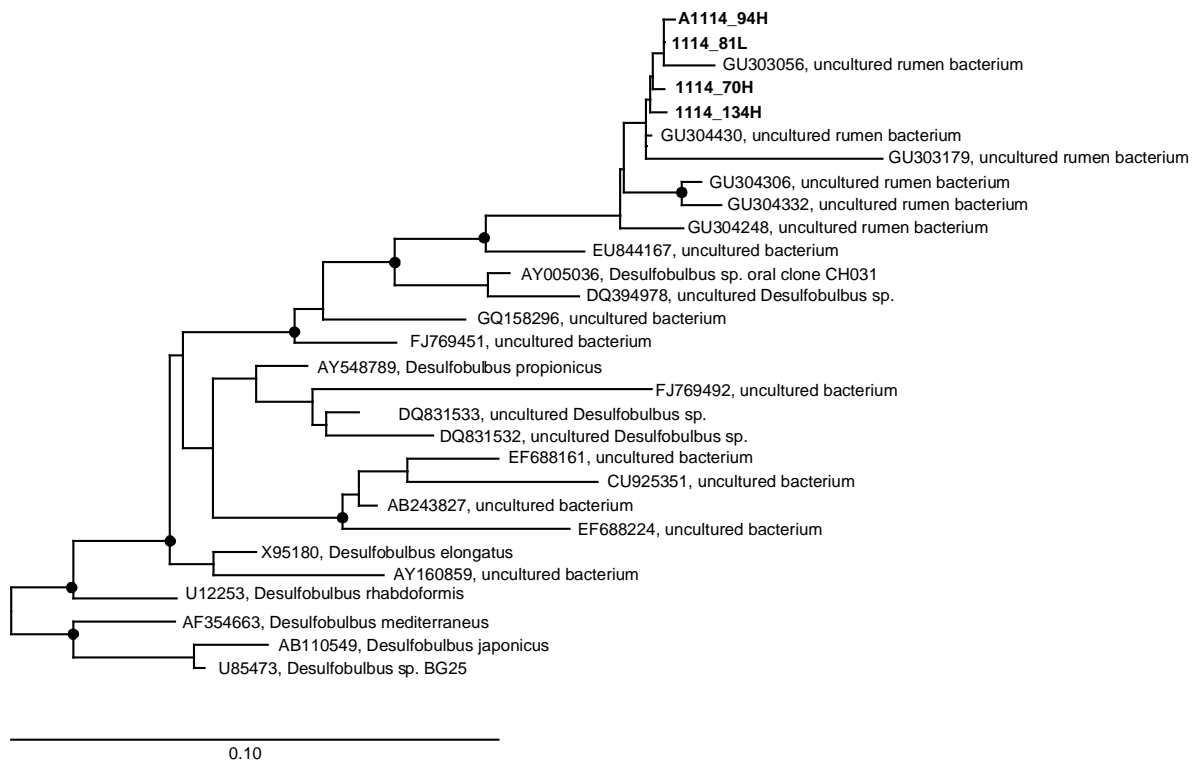 A1114_94H
1114_81L
GU303056, uncultured rumen bacterium
1114_70H
1114_134H
GU304430, uncultured rumen bacterium
GU303179, uncultured rumen bacterium
GU304306, uncultured rumen bacterium
GU304332, uncultured rumen bacterium
GU304248, uncultured rumen bacterium
EU844167, uncultured bacterium
AY005036, Desulfobulbus sp. oral clone CH031
DQ394978, uncultured Desulfobulbus sp.
GQ158296, uncultured bacterium
FJ769451, uncultured bacterium
AY548789, Desulfobulbus propionicus
FJ769492, uncultured bacterium
DQ831533, uncultured Desulfobulbus sp.
DQ831532, uncultured Desulfobulbus sp.
EF688161, uncultured bacterium
CU925351, uncultured bacterium
AB243827, uncultured bacterium
EF688224, uncultured bacterium
X95180, Desulfobulbus elongatus
AY160859, uncultured bacterium
U12253, Desulfobulbus rhabdoformis
AF354663, Desulfobulbus mediterraneus
AB110549, Desulfobulbus japonicus
U85473, Desulfobulbus sp. BG25
0.10